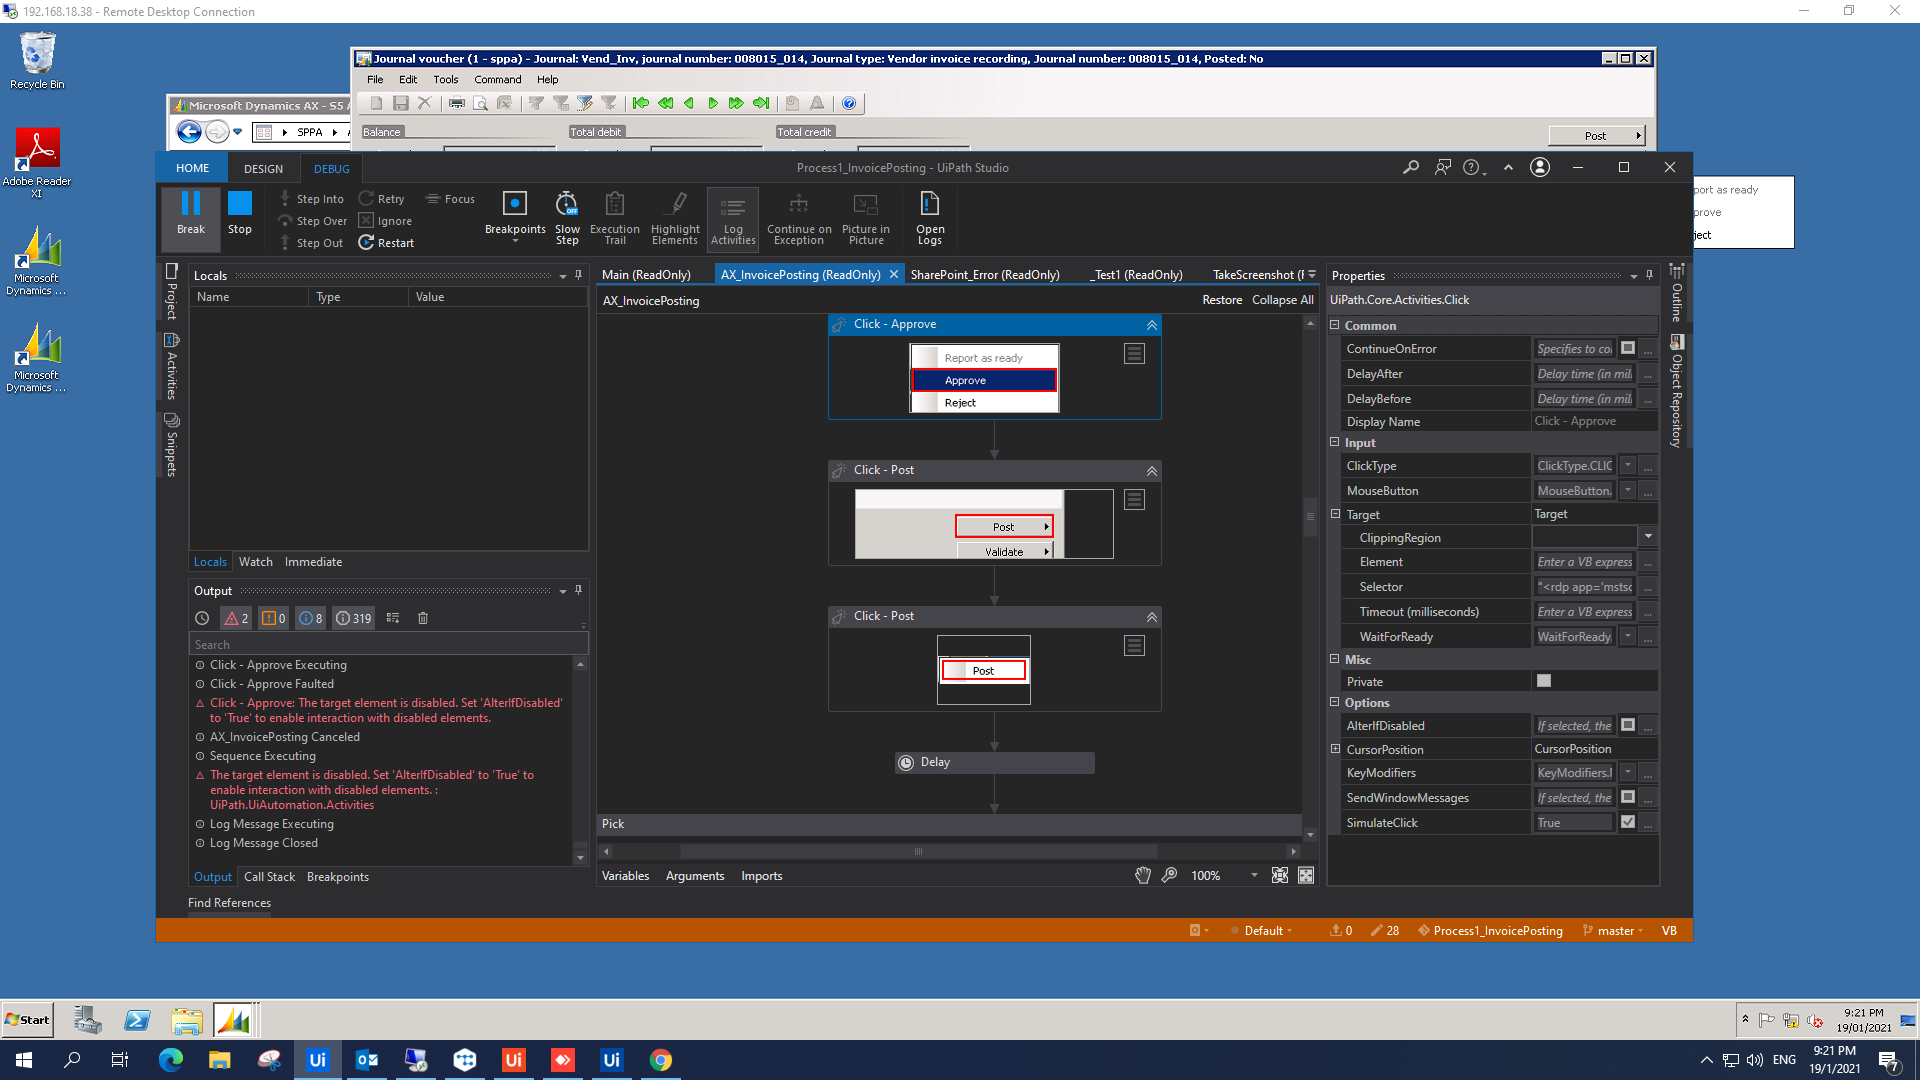 192.168.18.38 - Remote Desktop Connection
Recycle Bin
Adobe Reader XI
Microsoft Dynamics ...
Microsoft Dynamics ...
Journal voucher (1 - sppa) - Journal: Vend_Inv, journal number: 008015_014, Journal type: Vendor invoice recording, Journal number: 008015_014, Posted: No
File Edit Tools Command Help
Microsoft Dynamics AX - S5 A
SPPA
Balance Total debit Total credit Post
HOME DESIGN DEBUG
Process1_InvoicePosting - UiPath Studio
port as ready
prove
ject
Break
Stop
Step Into
Step Over
Step Out
Retry
Ignore
Restart
Focus
Breakpoints
Slow Step
Execution Trail
Highlight Elements
Log Activities
Continue on Exception
Picture in Picture
Open Logs
Project
Activities
Snippets
Locals
Name Type Value
Locals Watch Immediate
Output
2 0 8 319
Search
Click - Approve Executing
Click - Approve Faulted
Click - Approve: The target element is disabled. Set 'AlterIfDisabled'
to 'True' to enable interaction with disabled elements.
AX_InvoicePosting Canceled
Sequence Executing
The target element is disabled. Set 'AlterIfDisabled' to 'True' to
enable interaction with disabled elements. :
UiPath.UiAutomation.Activities
Log Message Executing
Log Message Closed
Output Call Stack Breakpoints
Find References
Main (ReadOnly) AX_InvoicePosting (ReadOnly) SharePoint_Error (ReadOnly) _Test1 (ReadOnly) TakeScreenshot (F
AX_InvoicePosting Restore Collapse All
Click - Approve
Report as ready
Approve
Reject
Click - Post
Post
Validate
Click - Post
Post
Delay
Pick
Variables Arguments Imports 100%
Properties
UiPath.Core.Activities.Click
Common
ContinueOnError Specifies to co
DelayAfter Delay time (in mil
DelayBefore Delay time (in mil
Display Name Click - Approve
Input
ClickType ClickType.CLIC
MouseButton MouseButton.
Target Target
ClippingRegion
Element Enter a VB express
Selector "<rdp app='mstsc
Timeout (milliseconds) Enter a VB express
WaitForReady WaitForReady
Misc
Private
Options
AlterIfDisabled If selected, the
CursorPosition CursorPosition
KeyModifiers KeyModifiers.
SendWindowMessages If selected, the
SimulateClick True
Outline
Object Repository
Default 0 28 Process1_InvoicePosting master VB
Start
9:21 PM
19/01/2021
Ui Ui Ui
ENG
9:21 PM
19/1/2021
7